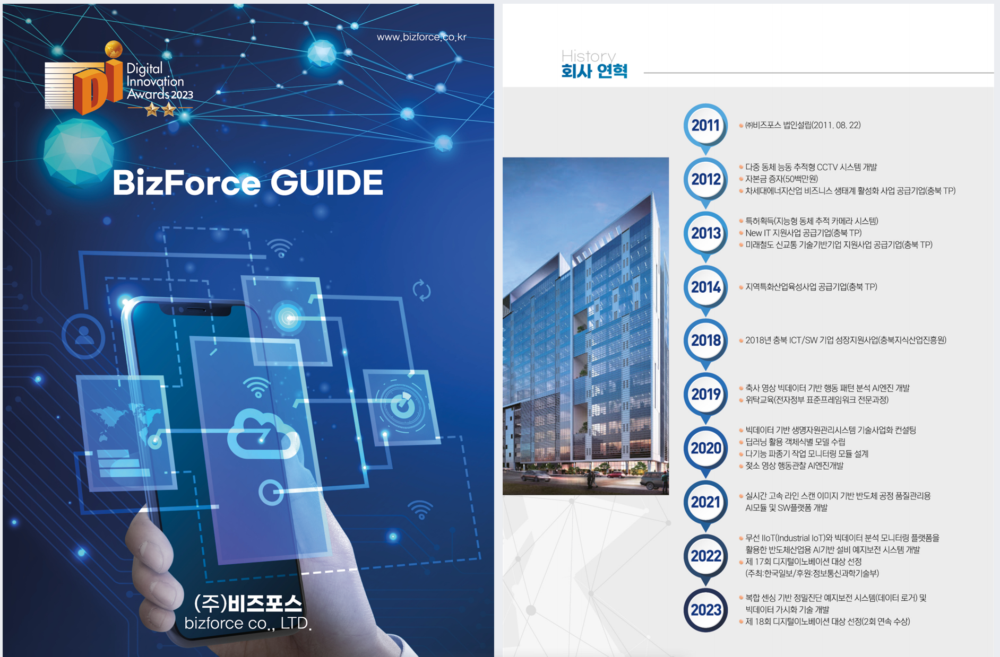 www.bizforce.co.kr
Digital
Innovation
Awards 2023
BizForce GUIDE
(주)비즈포스
bizforce co., LTD.
History
회사 연혁
2011
㈜비즈포스 법인설립(2011. 08. 22)
2012
다중 동체 능동 추적형 CCTV 시스템 개발
자본금 증자(50백만원)
차세대에너지산업 비즈니스 생태계 활성화 사업 공급기업(충북 TP)
2013
특허획득(지능형 동체 추적 카메라 시스템)
New IT 지원사업 공급기업(충북 TP)
미래철도 신교통 기술기반기업 지원사업 공급기업(충북 TP)
2014
지역특화산업육성사업 공급기업(충북 TP)
2018
2018년 충북 ICT/SW 기업 성장지원사업(충북지식산업진흥원)
2019
축사 영상 빅데이터 기반 행동 패턴 분석 AI엔진 개발
위탁교육(전자정부 표준프레임워크 전문과정)
2020
빅데이터 기반 생명자원관리시스템 기술사업화 컨설팅
딥러닝 활용 객체식별 모델 수립
다기능 파종기 작업 모니터링 모듈 설계
젖소 영상 행동관찰 AI엔진개발
2021
실시간 고속 라인 스캔 이미지 기반 반도체 공정 품질관리용
AI모듈 및 SW플랫폼 개발
2022
무선 IIoT(Industrial IoT)와 빅데이터 분석 모니터링 플랫폼을
활용한 반도체산업용 AI기반 설비 예지보전 시스템 개발
제 17회 디지털이노베이션 대상 선정
(주최:한국일보/후원:정보통신과학기술부)
2023
복합 센싱 기반 정밀진단 예지보전 시스템(데이터 로거) 및
빅데이터 가시화 기술 개발
제 18회 디지털이노베이션 대상 선정(2회 연속 수상)